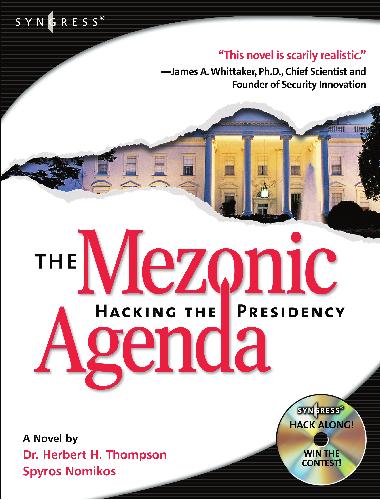 SYNGRESS®
"This novel is scarily realistic."
—James A. Whittaker, Ph.D., Chief Scientist and
Founder of Security Innovation
THE Mezonic
HACKING THE PRESIDENCY
Agenda
A Novel by
Dr. Herbert H. Thompson
Spyros Nomikos
SYNGRESS®
HACK ALONG!
WIN THE
CONTEST!